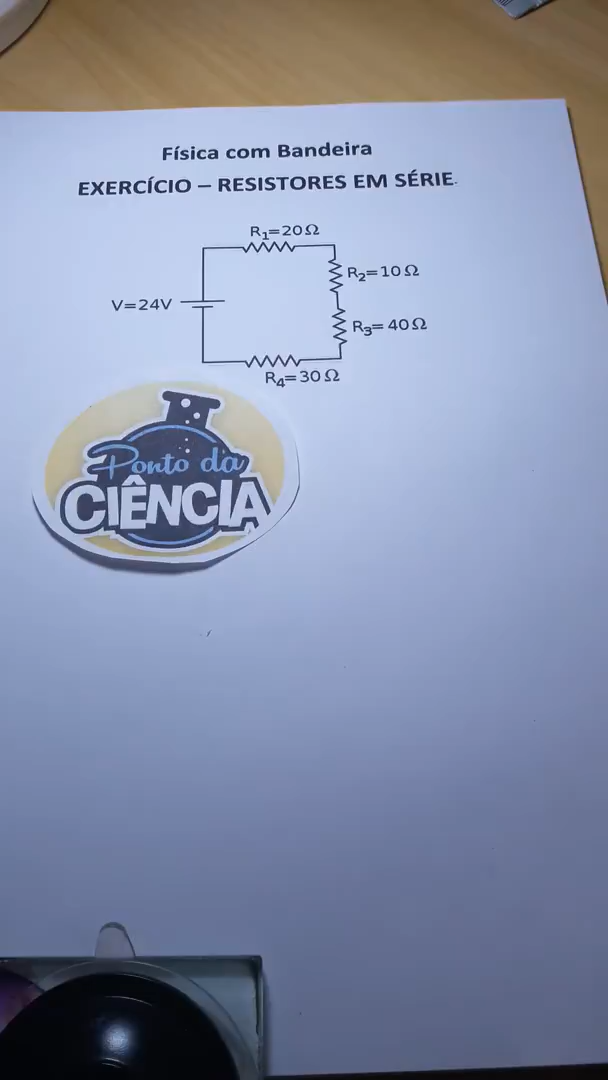 Física com Bandeira
EXERCÍCIO – RESISTORES EM SÉRIE.
R₁=20Ω
R₂=10Ω
V=24V
R₃=40Ω
R₄=30Ω
Ponto da
CIÊNCIA